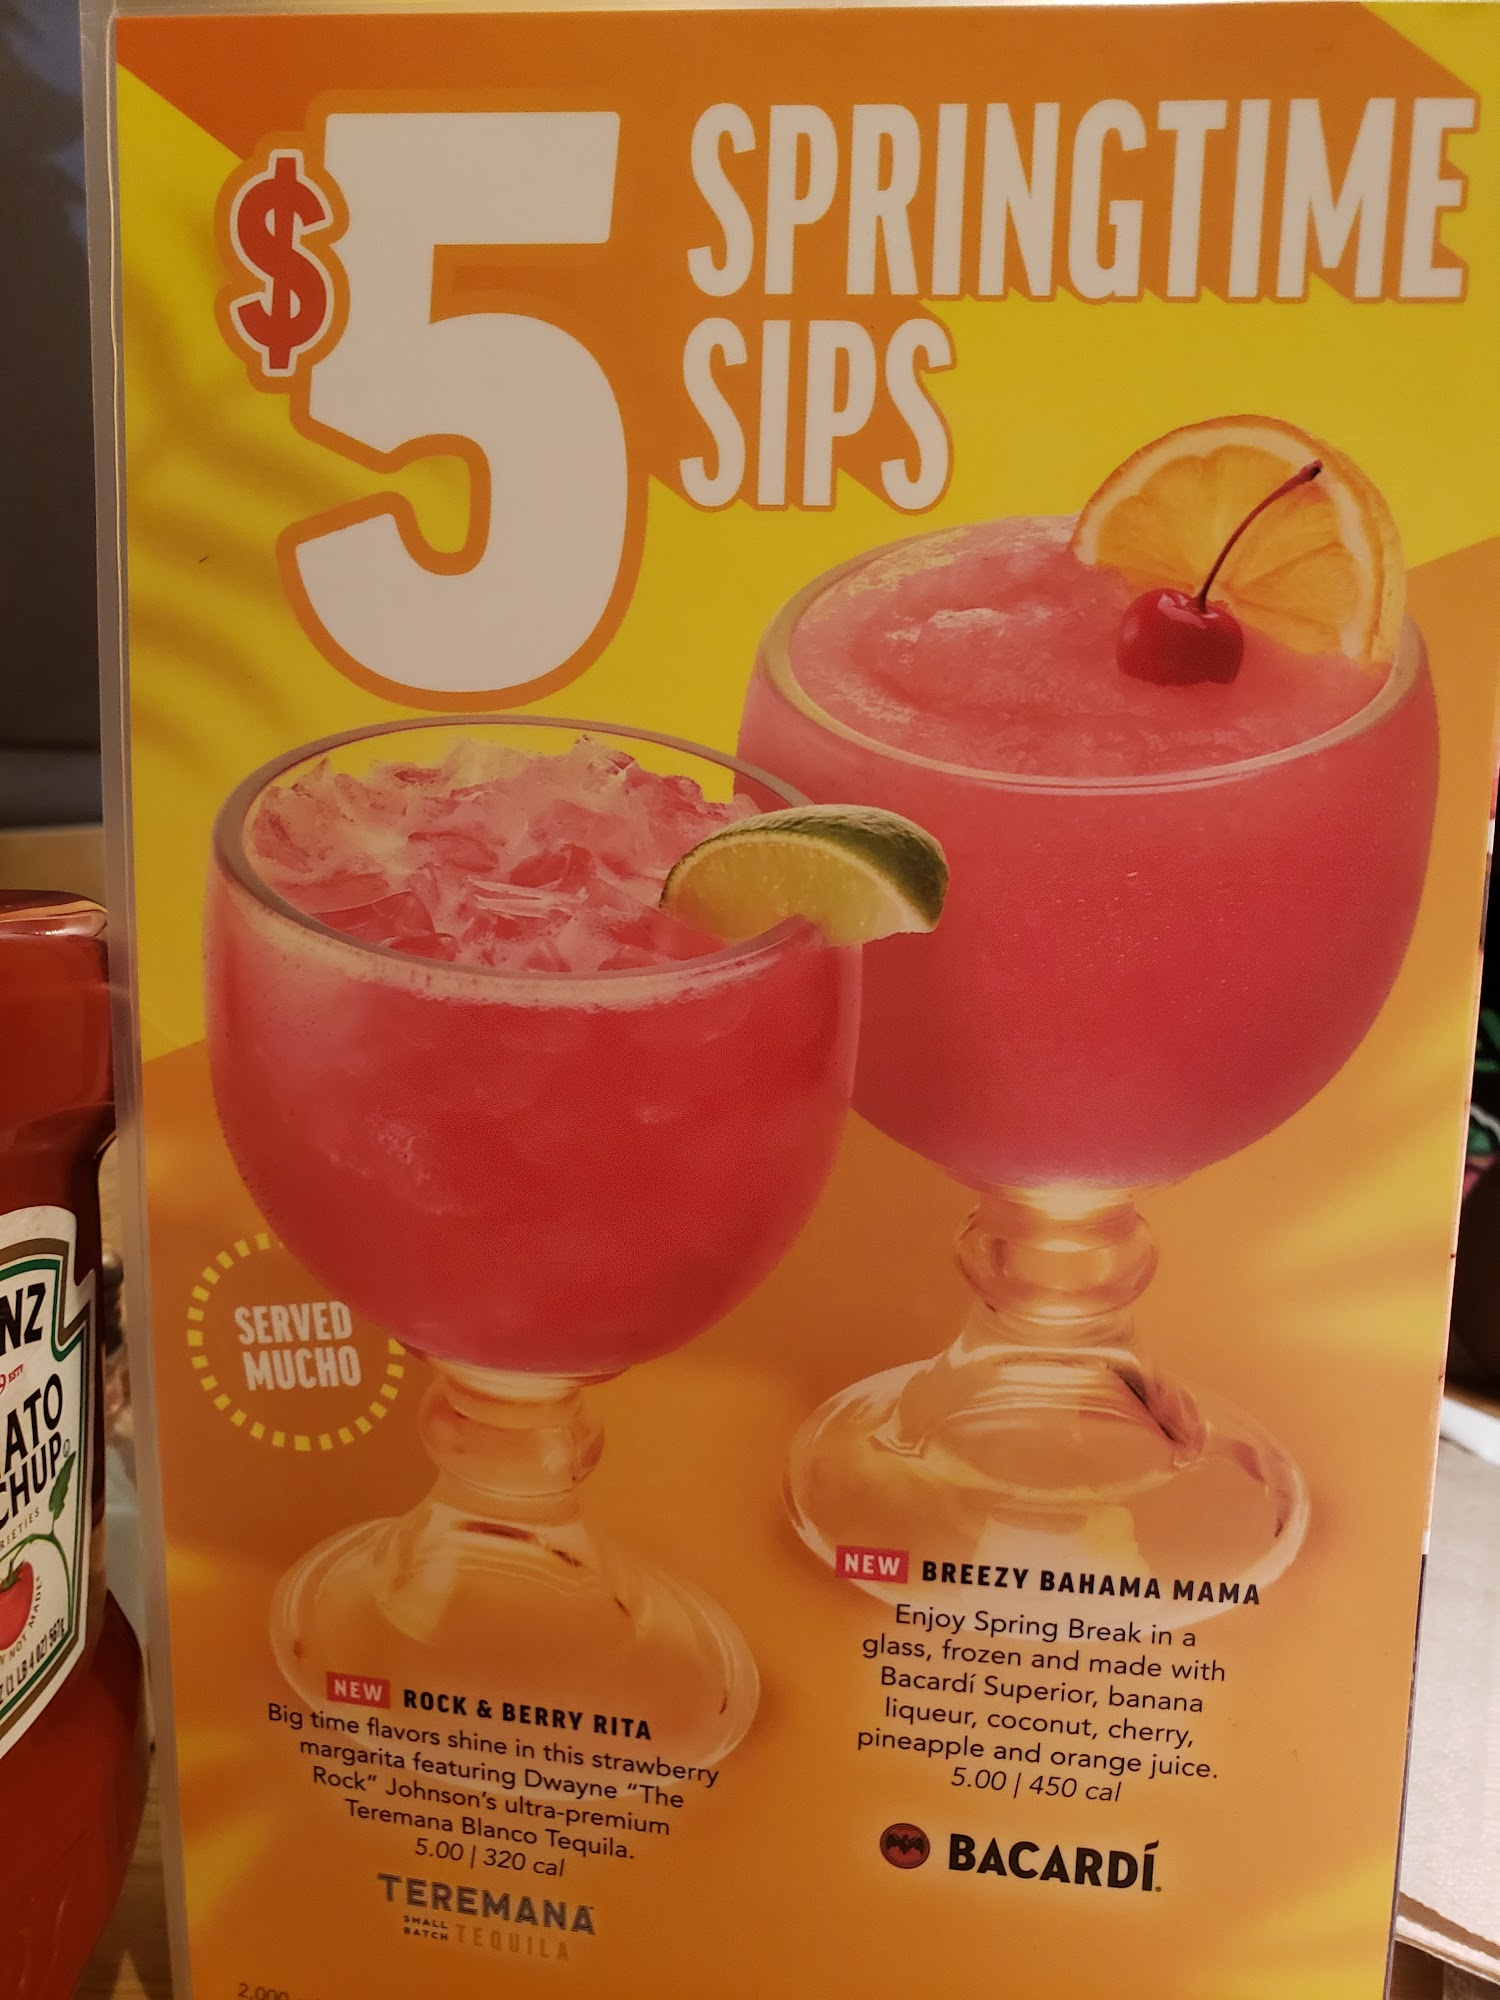 $5 SPRINGTIME
SIPS
SERVED
MUCHO
NEW BREEZY BAHAMA MAMA
Enjoy Spring Break in a
glass, frozen and made with
Bacardí Superior, banana
liqueur, coconut, cherry,
pineapple and orange juice.
5.00 | 450 cal
BACARDÍ.
NEW ROCK & BERRY RITA
Big time flavors shine in this strawberry
margarita featuring Dwayne “The
Rock” Johnson's ultra-premium
Teremana Blanco Tequila.
5.00 | 320 cal
TEREMANA
SMALL
BATCH TEQUILA
2,000
NZ
ATO
CHUP